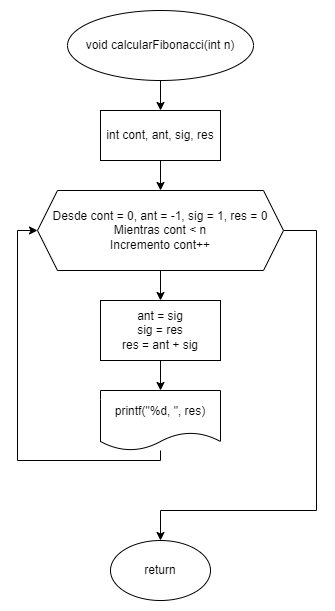 void calcularFibonacci(int n)
int cont, ant, sig, res
Desde cont = 0, ant = -1, sig = 1, res = 0
Mientras cont < n
Incremento cont++
ant = sig
sig = res
res = ant + sig
printf("%d, ", res)
return